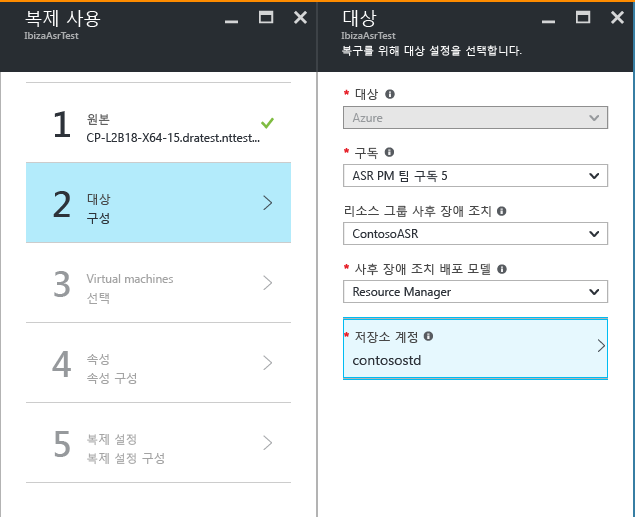 복제 사용
IbizaAsrTest
1
원본
CP-L2B18-X64-15.dratest.nttest...
2
대상
구성
3
Virtual machines
선택
4
속성
속성 구성
5
복제 설정
복제 설정 구성
대상
IbizaAsrTest
복구를 위해 대상 설정을 선택합니다.
* 대상
Azure
* 구독
ASR PM 팀 구독 5
리소스 그룹 사후 장애 조치
ContosoASR
* 사후 장애 조치 배포 모델
Resource Manager
* 저장소 계정
contosostd